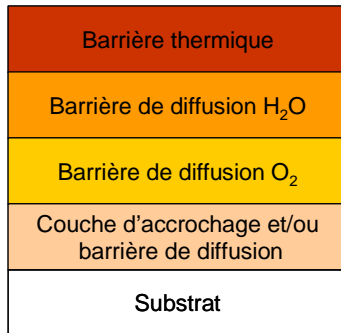 Barrière thermique
Barrière de diffusion H₂O
Barrière de diffusion O₂
Couche d'accrochage et/ou
barrière de diffusion
Substrat